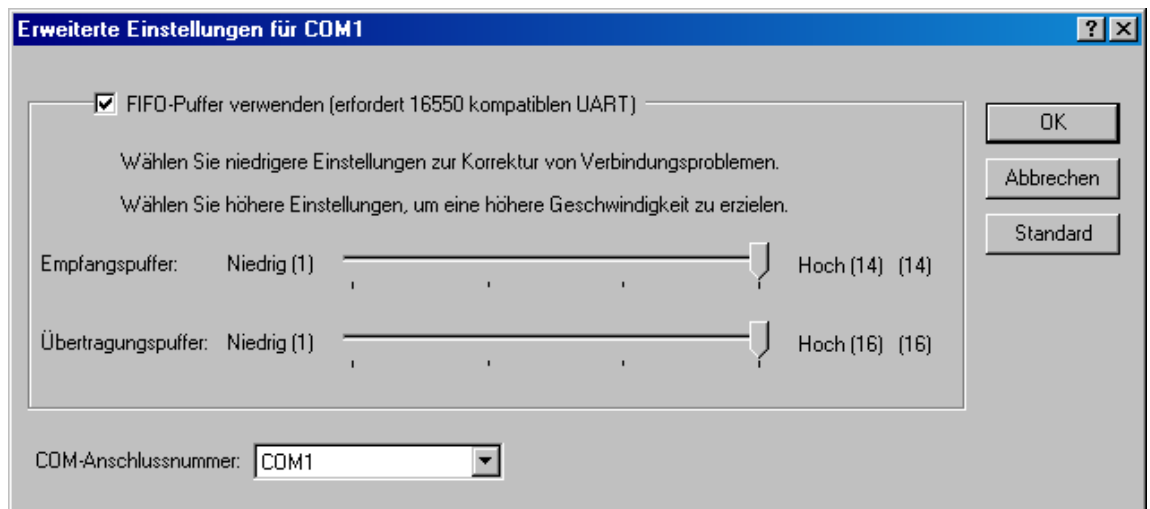 Erweiterte Einstellungen für COM1
FIFO-Puffer verwenden (erfordert 16550 kompatiblen UART)
Wählen Sie niedrigere Einstellungen zur Korrektur von Verbindungsproblemen.
Wählen Sie höhere Einstellungen, um eine höhere Geschwindigkeit zu erzielen.
Empfangspuffer: Niedrig (1) Hoch (14) (14)
Übertragungspuffer: Niedrig (1) Hoch (16) (16)
COM-Anschlussnummer: COM1
OK
Abbrechen
Standard